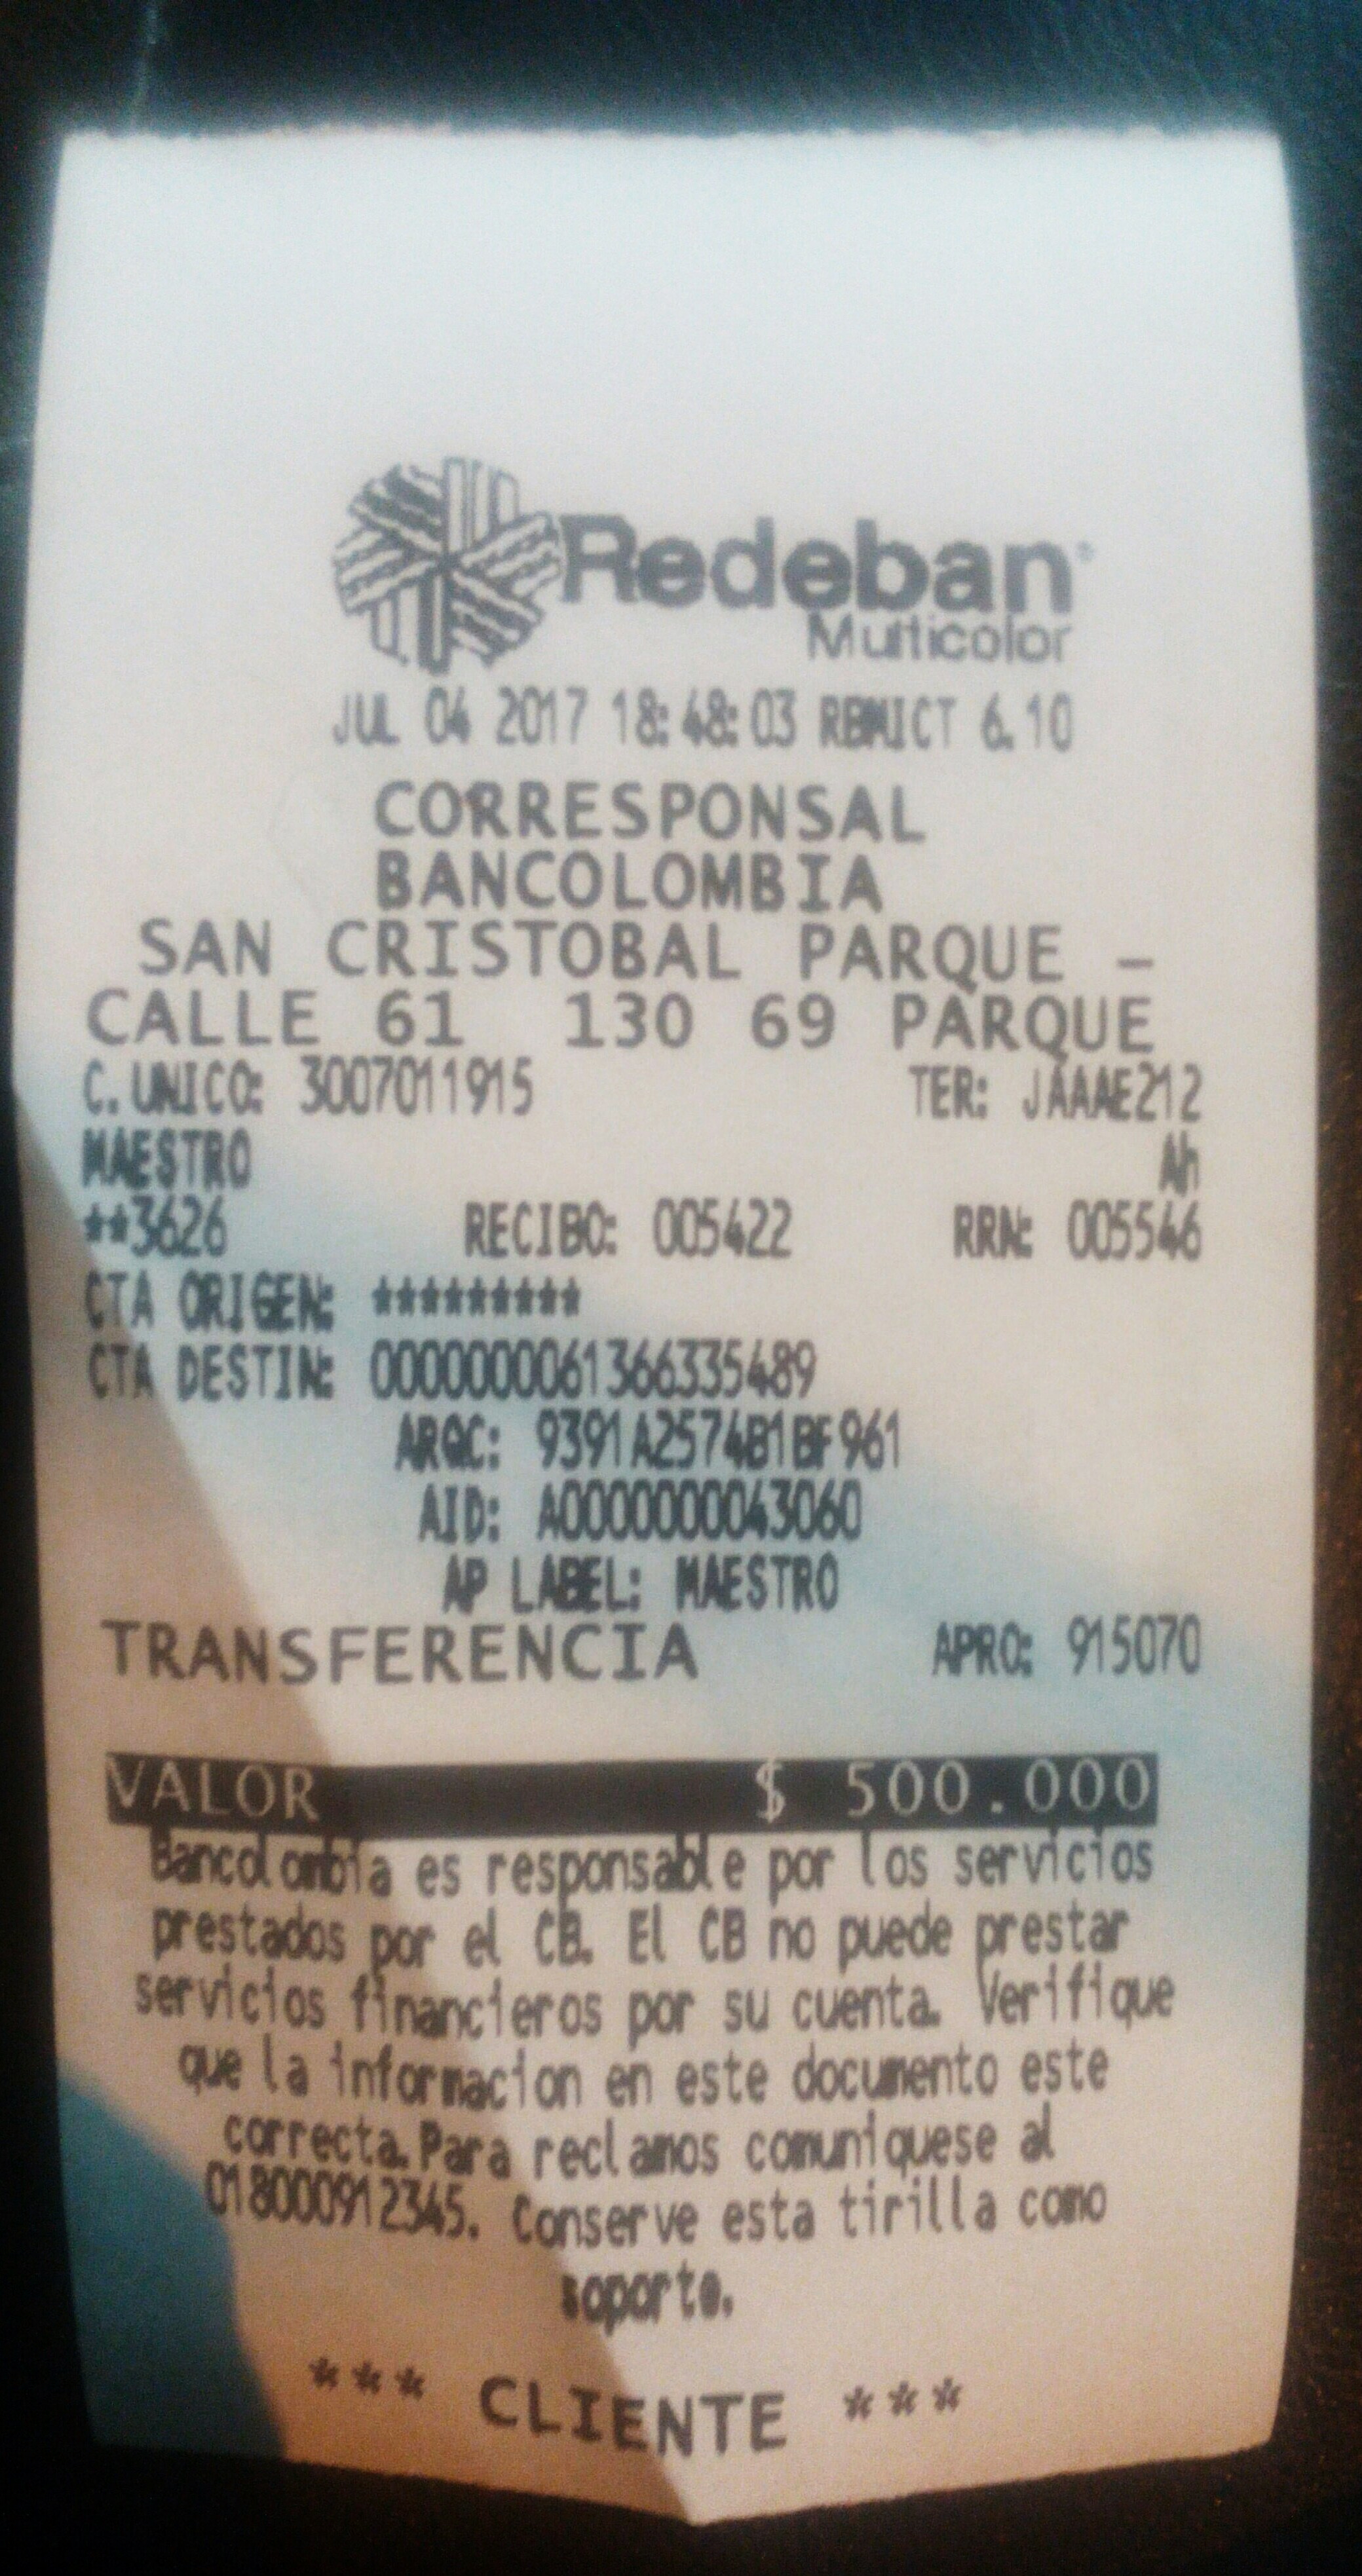 Redeban
Multicolor
JUL 04 2017 18:48:03 RBMICT 6.10
CORRESPONSAL
BANCOLOMBIA
SAN CRISTOBAL PARQUE -
CALLE 61 130 69 PARQUE
C.UNICO: 3007011915 TER: JAAAE212
MAESTRO Ah
**3626 RECIBO: 005422 RRN: 005546
CTA ORIGEN: *********
CTA DESTIN: 0000000061366335489
ARQC: 9391A2574B1BF961
AID: A0000000043060
AP LABEL: MAESTRO
TRANSFERENCIA APRO: 915070
VALOR $ 500.000
Bancolombia es responsable por los servicios
prestados por el CB. El CB no puede prestar
servicios financieros por su cuenta. Verifique
que la informacion en este documento este
correcta.Para reclamos comuniquese al
018000912345. Conserve esta tirilla como
soporte.
*** CLIENTE ***